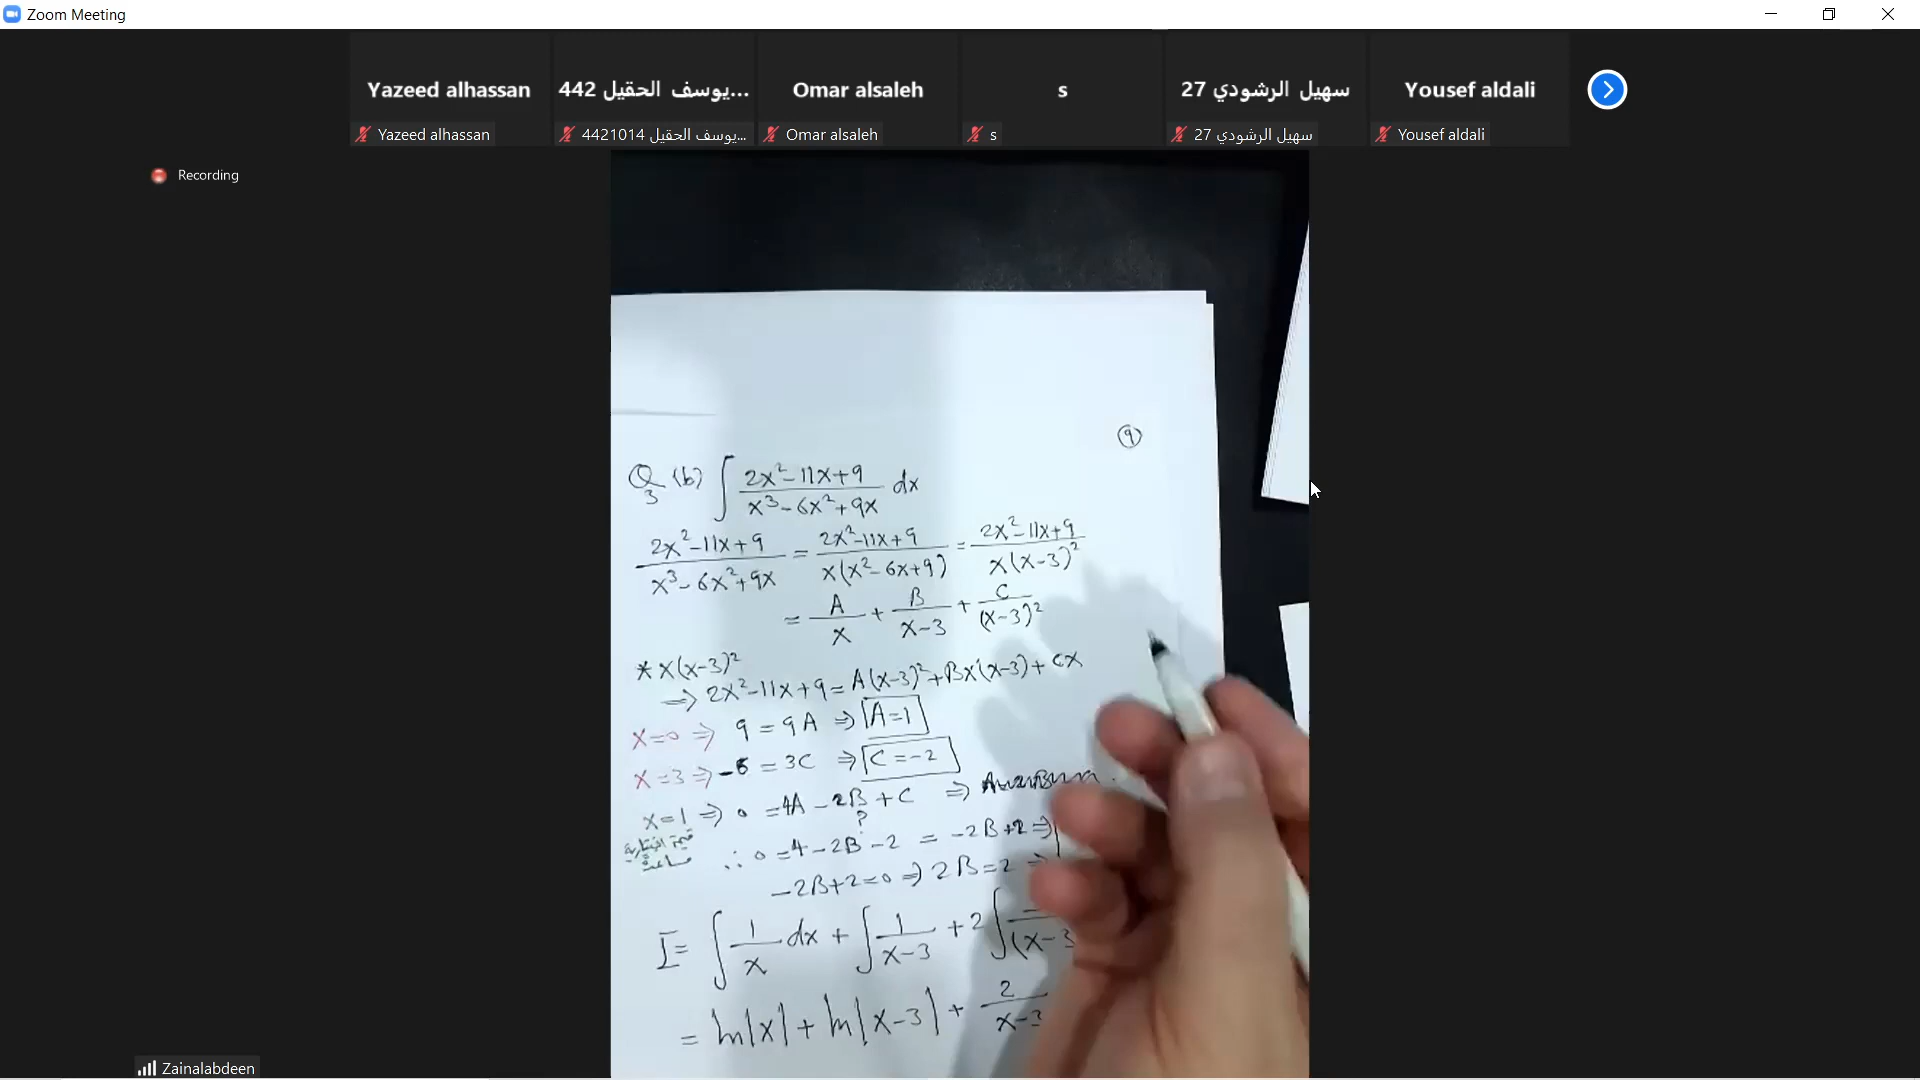 Zoom Meeting
Yazeed alhassan
442 يوسف الحقيل...
Omar alsaleh
s
سهيل الرشودي 27
Yousef aldali
Yazeed alhassan
4421014 يوسف الحقيل...
Omar alsaleh
s
سهيل الرشودي 27
Yousef aldali
Recording
9
Q3 (b) ∫ (2x²-11x+9)/(x³-6x²+9x) dx
(2x²-11x+9)/(x³-6x²+9x) = (2x²-11x+9)/(x(x²-6x+9)) = (2x²-11x+9)/(x(x-3)²)
= A/x + B/(x-3) + C/(x-3)²
* x(x-3)²
⇒ 2x²-11x+9 = A(x-3)²+Bx(x-3)+Cx
x=0 ⇒ 9 = 9A ⇒ A=1
x=3 ⇒ -6 = 3C ⇒ C=-2
x=1 ⇒ 0 =4A-2B+C ⇒
?
قيمة اختيارية
∴ 0 =4-2B-2 = -2B+2 ⇒
-2B+2=0 ⇒ 2B=2 ⇒
I= ∫ 1/x dx + ∫ 1/(x-3) +2 ∫ (x-3
= ln|x| + ln|x-3| + 2/(x-3
Zainalabdeen